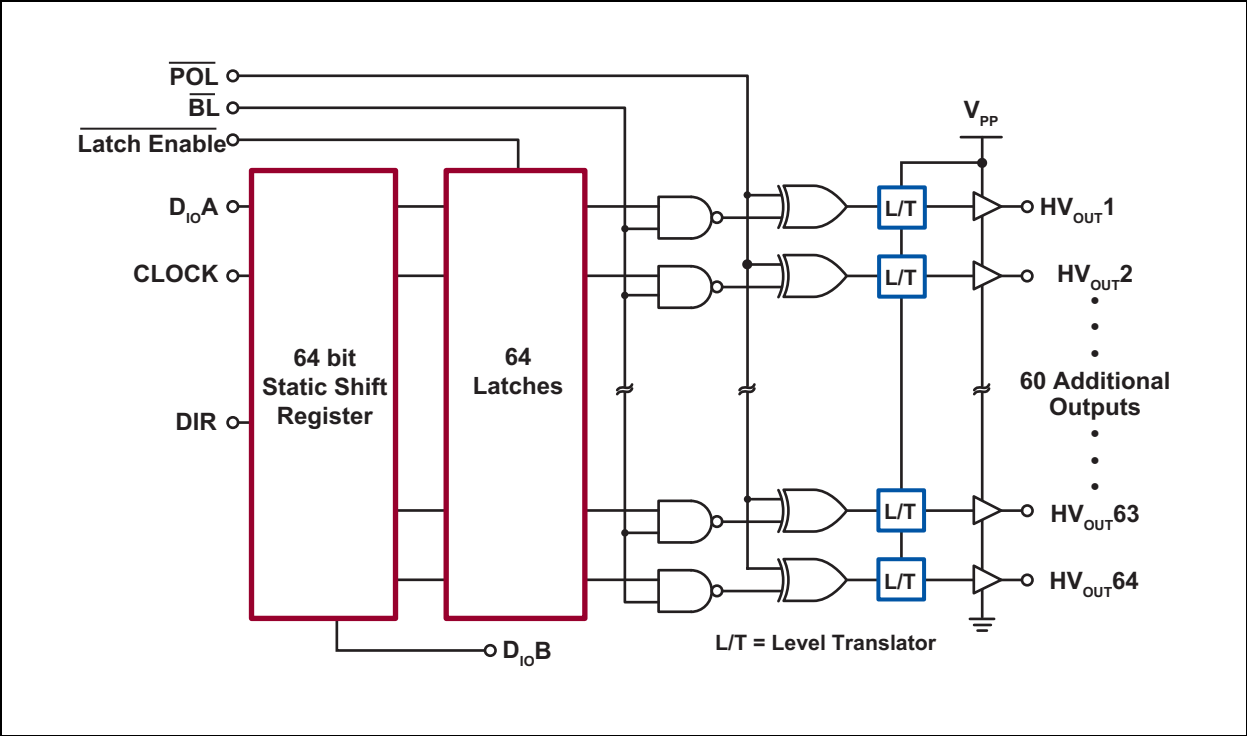 POL
BL
Latch Enable
DIOA
CLOCK
DIR
64 bit
Static Shift
Register
64
Latches
DIOB
VPP
L/T
L/T
L/T
L/T
HVOUT1
HVOUT2
60 Additional
Outputs
HVOUT63
HVOUT64
L/T = Level Translator